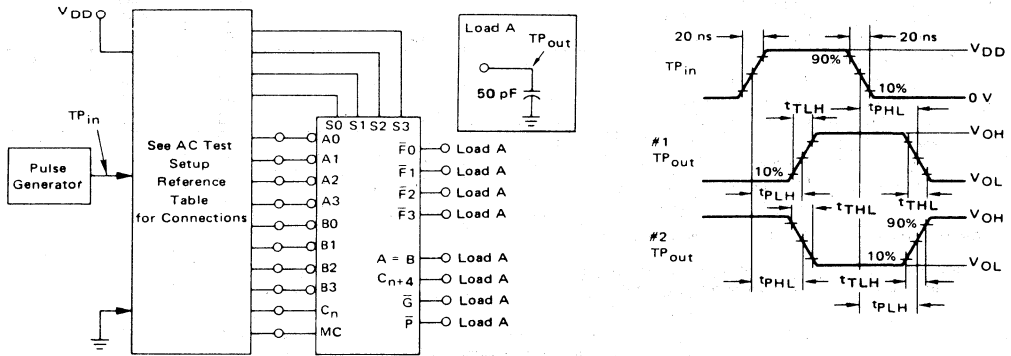 VDD
Pulse
Generator
TPin
See AC Test
Setup
Reference
Table
for Connections
S0 S1 S2 S3
A0
A1
A2
A3
B0
B1
B2
B3
Cn
MC
F̅0 Load A
F̅1 Load A
F̅2 Load A
F̅3 Load A
A = B Load A
Cn+4 Load A
G̅ Load A
P̅ Load A
Load A
TPout
50 pF
20 ns 20 ns
TPin
90%
10%
VDD
0 V
tTLH
tPHL
#1
TPout
10%
VOH
VOL
tPLH
tTHL
tTHL
#2
TPout
90%
10%
VOH
VOL
tPHL
tTLH
tPLH